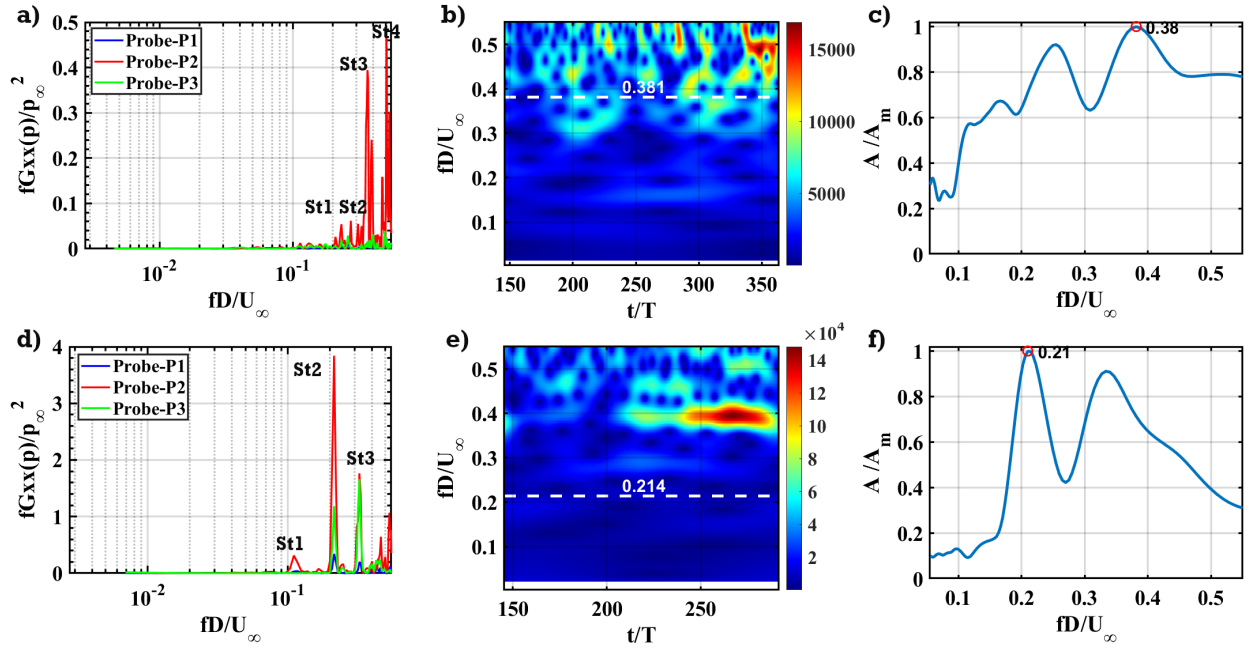 a)
fGxx(p)/p∞²
0.5
0.4
0.3
0.2
0.1
0
Probe-P1
Probe-P2
Probe-P3
St1
St2
St3
St4
10⁻²
10⁻¹
fD/U∞
b)
fD/U∞
0.5
0.4
0.3
0.2
0.1
0.381
150
200
250
300
350
t/T
15000
10000
5000
c)
A /Aₘ
1
0.8
0.6
0.4
0.2
0
0.38
0.1
0.2
0.3
0.4
0.5
fD/U∞
d)
fGxx(p)/p∞²
4
3
2
1
0
Probe-P1
Probe-P2
Probe-P3
St1
St2
St3
10⁻²
10⁻¹
fD/U∞
e)
fD/U∞
0.5
0.4
0.3
0.2
0.1
0.214
150
200
250
t/T
× 10⁴
14
12
10
8
6
4
2
f)
A /Aₘ
1
0.8
0.6
0.4
0.2
0
0.21
0.1
0.2
0.3
0.4
0.5
fD/U∞